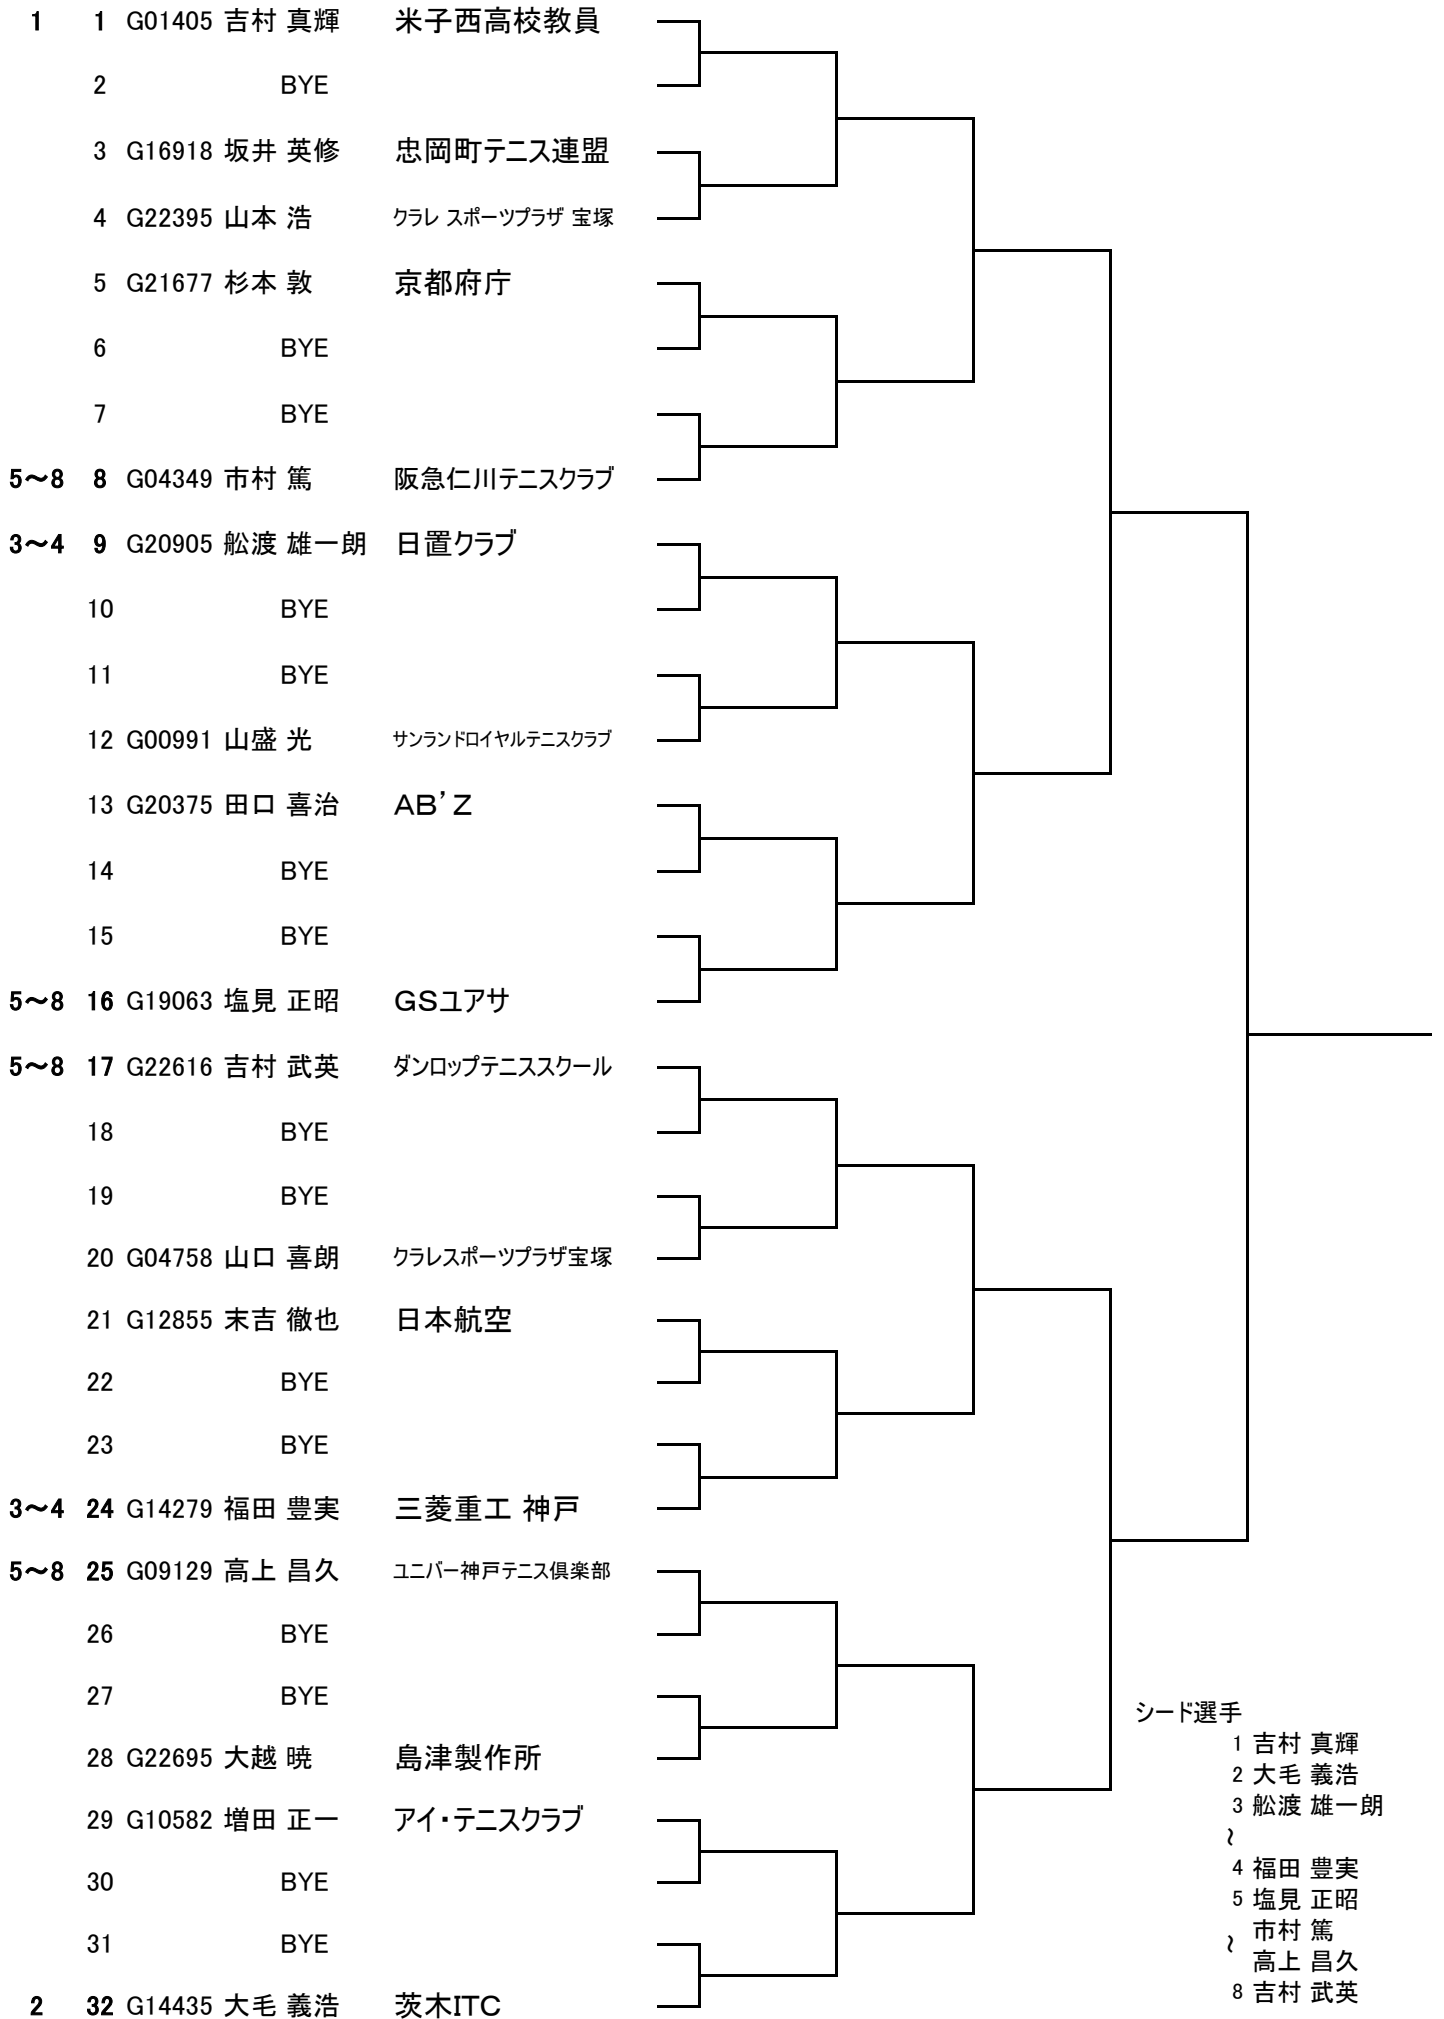 1 1 G01405 吉村 真輝 米子西高校教員
2 BYE
3 G16918 坂井 英修 忠岡町テニス連盟
4 G22395 山本 浩 クラレ スポーツプラザ 宝塚
5 G21677 杉本 敦 京都府庁
6 BYE
7 BYE
5～8 8 G04349 市村 篤 阪急仁川テニスクラブ
3～4 9 G20905 舩渡 雄一朗 日置クラブ
10 BYE
11 BYE
12 G00991 山盛 光 サンランドロイヤルテニスクラブ
13 G20375 田口 喜治 AB’Z
14 BYE
15 BYE
5～8 16 G19063 塩見 正昭 GSユアサ
5～8 17 G22616 吉村 武英 ダンロップテニススクール
18 BYE
19 BYE
20 G04758 山口 喜朗 クラレスポーツプラザ宝塚
21 G12855 末吉 徹也 日本航空
22 BYE
23 BYE
3～4 24 G14279 福田 豊実 三菱重工 神戸
5～8 25 G09129 高上 昌久 ユニバー神戸テニス倶楽部
26 BYE
27 BYE
28 G22695 大越 暁 島津製作所
29 G10582 増田 正一 アイ・テニスクラブ
30 BYE
31 BYE
2 32 G14435 大毛 義浩 茨木ITC
シード選手
1 吉村 真輝
2 大毛 義浩
3 舩渡 雄一朗
～
4 福田 豊実
5 塩見 正昭
市村 篤
～
高上 昌久
8 吉村 武英